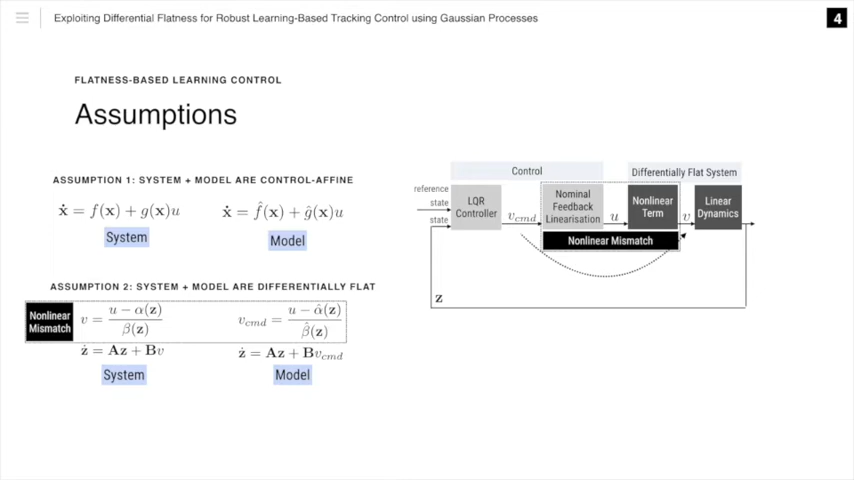 Exploiting Differential Flatness for Robust Learning-Based Tracking Control using Gaussian Processes
4
FLATNESS-BASED LEARNING CONTROL
Assumptions
ASSUMPTION 1: SYSTEM + MODEL ARE CONTROL-AFFINE
ẋ = f(x) + g(x)u
ẋ = f̂(x) + ĝ(x)u
System
Model
ASSUMPTION 2: SYSTEM + MODEL ARE DIFFERENTIALLY FLAT
Nonlinear
Mismatch
v = (u − α(z)) / β(z)
v_cmd = (u − α̂(z)) / β̂(z)
ż = Az + Bv
ż = Az + Bv_cmd
System
Model
Control
Differentially Flat System
reference
state
state
LQR
Controller
v_cmd
Nominal
Feedback
Linearisation
u
Nonlinear
Term
v
Linear
Dynamics
Nonlinear Mismatch
z